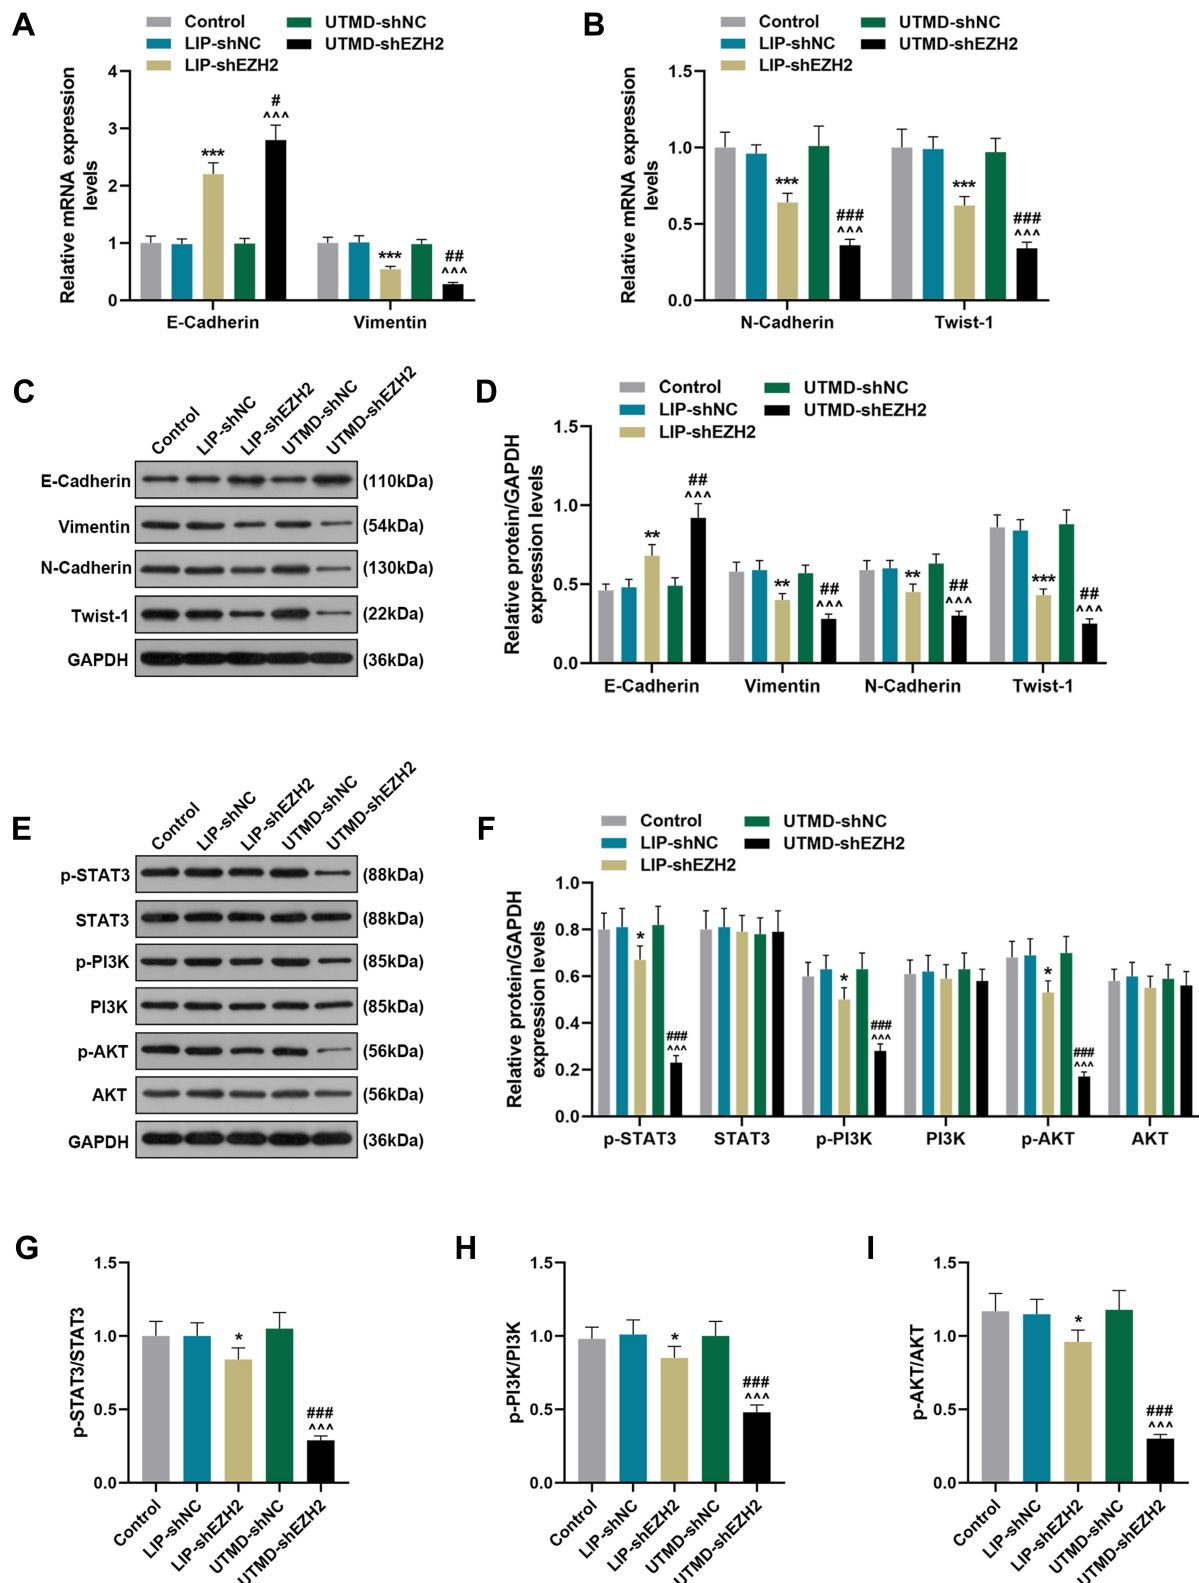 A
Control
UTMD-shNC
LIP-shNC
UTMD-shEZH2
LIP-shEZH2
Relative mRNA expression
levels
4
3
2
1
0
***
#
^^^
***
##
^^^
E-Cadherin
Vimentin
B
Control
UTMD-shNC
LIP-shNC
UTMD-shEZH2
LIP-shEZH2
Relative mRNA expression
levels
1.5
1.0
0.5
0.0
***
###
^^^
***
###
^^^
N-Cadherin
Twist-1
C
Control
LIP-shNC
LIP-shEZH2
UTMD-shNC
UTMD-shEZH2
E-Cadherin (110kDa)
Vimentin (54kDa)
N-Cadherin (130kDa)
Twist-1 (22kDa)
GAPDH (36kDa)
D
Control
UTMD-shNC
LIP-shNC
UTMD-shEZH2
LIP-shEZH2
Relative protein/GAPDH
expression levels
1.5
1.0
0.5
0.0
**
##
^^^
**
##
^^^
**
##
^^^
***
##
^^^
E-Cadherin
Vimentin
N-Cadherin
Twist-1
E
Control
LIP-shNC
LIP-shEZH2
UTMD-shNC
UTMD-shEZH2
p-STAT3 (88kDa)
STAT3 (88kDa)
p-PI3K (85kDa)
PI3K (85kDa)
p-AKT (56kDa)
AKT (56kDa)
GAPDH (36kDa)
F
Control
UTMD-shNC
LIP-shNC
UTMD-shEZH2
LIP-shEZH2
Relative protein/GAPDH
expression levels
1.0
0.8
0.6
0.4
0.2
0.0
*
###
^^^
*
###
^^^
*
###
^^^
p-STAT3
STAT3
p-PI3K
PI3K
p-AKT
AKT
G
p-STAT3/STAT3
1.5
1.0
0.5
0.0
*
###
^^^
Control
LIP-shNC
LIP-shEZH2
UTMD-shNC
UTMD-shEZH2
H
p-PI3K/PI3K
1.5
1.0
0.5
0.0
*
###
^^^
Control
LIP-shNC
LIP-shEZH2
UTMD-shNC
UTMD-shEZH2
I
p-AKT/AKT
1.5
1.0
0.5
0.0
*
###
^^^
Control
LIP-shNC
LIP-shEZH2
UTMD-shNC
UTMD-shEZH2